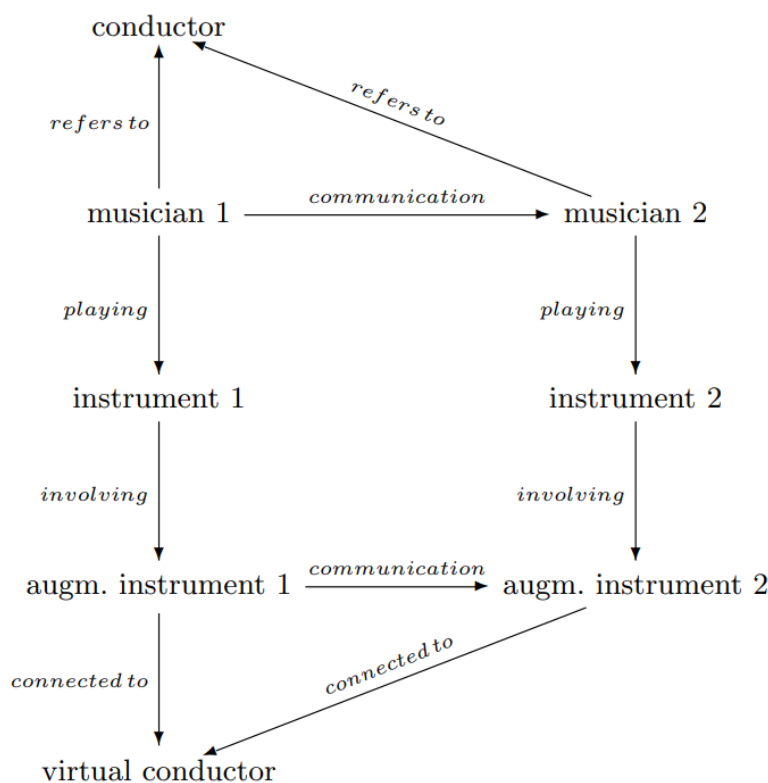 conductor
refers to
refers to
communication
musician 1
musician 2
playing
playing
instrument 1
instrument 2
involving
involving
communication
augm. instrument 1
augm. instrument 2
connected to
connected to
virtual conductor